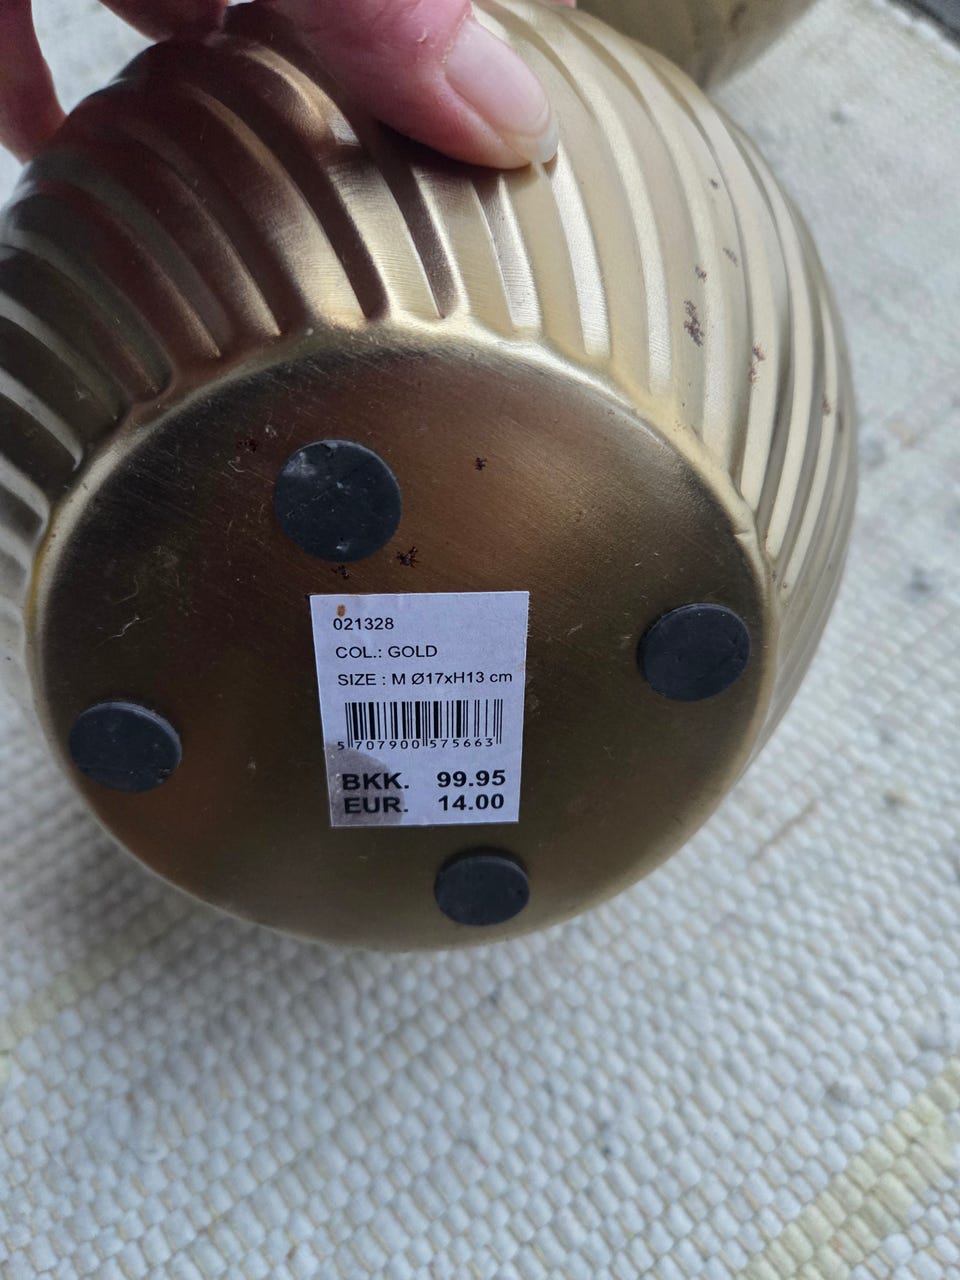 021328
COL.: GOLD
SIZE : M Ø17xH13 cm
5 707900 575663
BKK. 99.95
EUR. 14.00